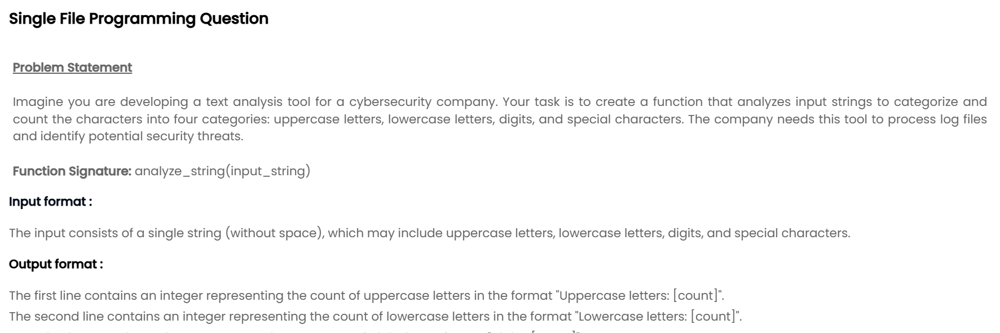 Single File Programming Question
Problem Statement
Imagine you are developing a text analysis tool for a cybersecurity company. Your task is to create a function that analyzes input strings to categorize and
count the characters into four categories: uppercase letters, lowercase letters, digits, and special characters. The company needs this tool to process log files
and identify potential security threats.
Function Signature: analyze_string(input_string)
Input format :
The input consists of a single string (without space), which may include uppercase letters, lowercase letters, digits, and special characters.
Output format :
The first line contains an integer representing the count of uppercase letters in the format "Uppercase letters: [count]".
The second line contains an integer representing the count of lowercase letters in the format "Lowercase letters: [count]".